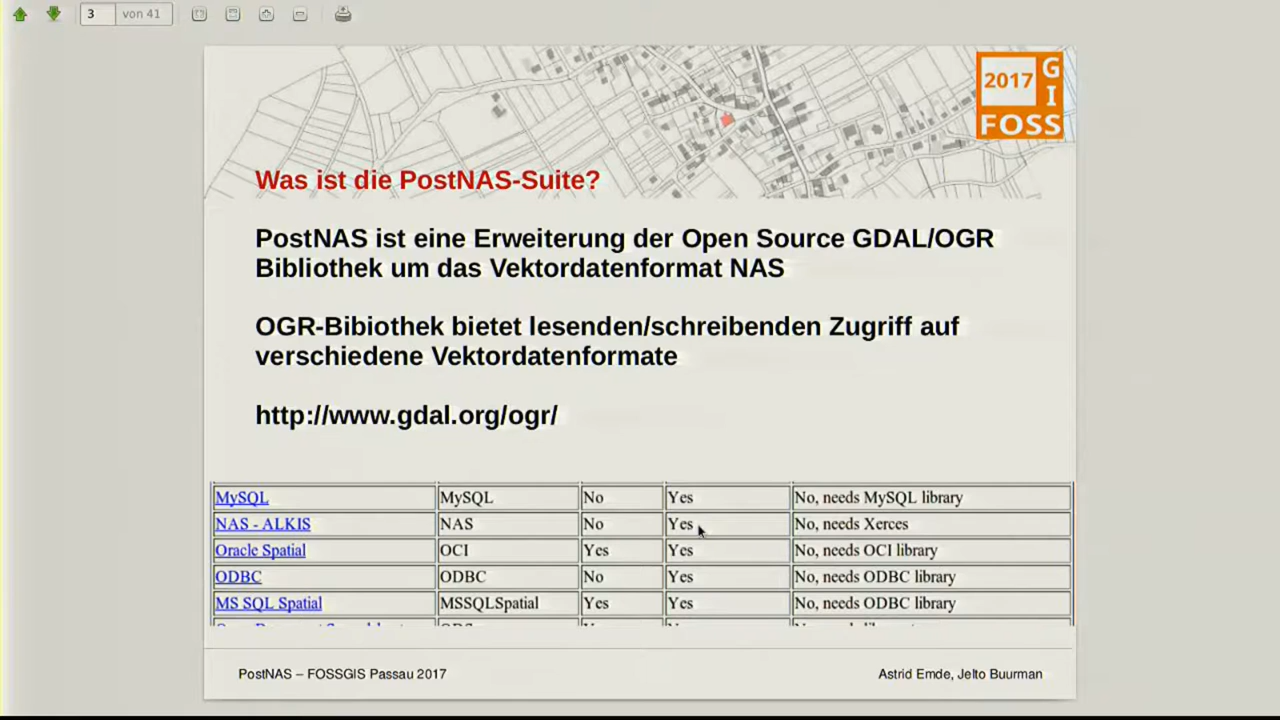 3 von 41
2017 G
I
FOSS
Was ist die PostNAS-Suite?
PostNAS ist eine Erweiterung der Open Source GDAL/OGR
Bibliothek um das Vektordatenformat NAS
OGR-Bibiothek bietet lesenden/schreibenden Zugriff auf
verschiedene Vektordatenformate
http://www.gdal.org/ogr/
MySQL MySQL No Yes No, needs MySQL library
NAS - ALKIS NAS No Yes No, needs Xerces
Oracle Spatial OCI Yes Yes No, needs OCI library
ODBC ODBC No Yes No, needs ODBC library
MS SQL Spatial MSSQLSpatial Yes Yes No, needs ODBC library
PostNAS – FOSSGIS Passau 2017 Astrid Emde, Jelto Buurman